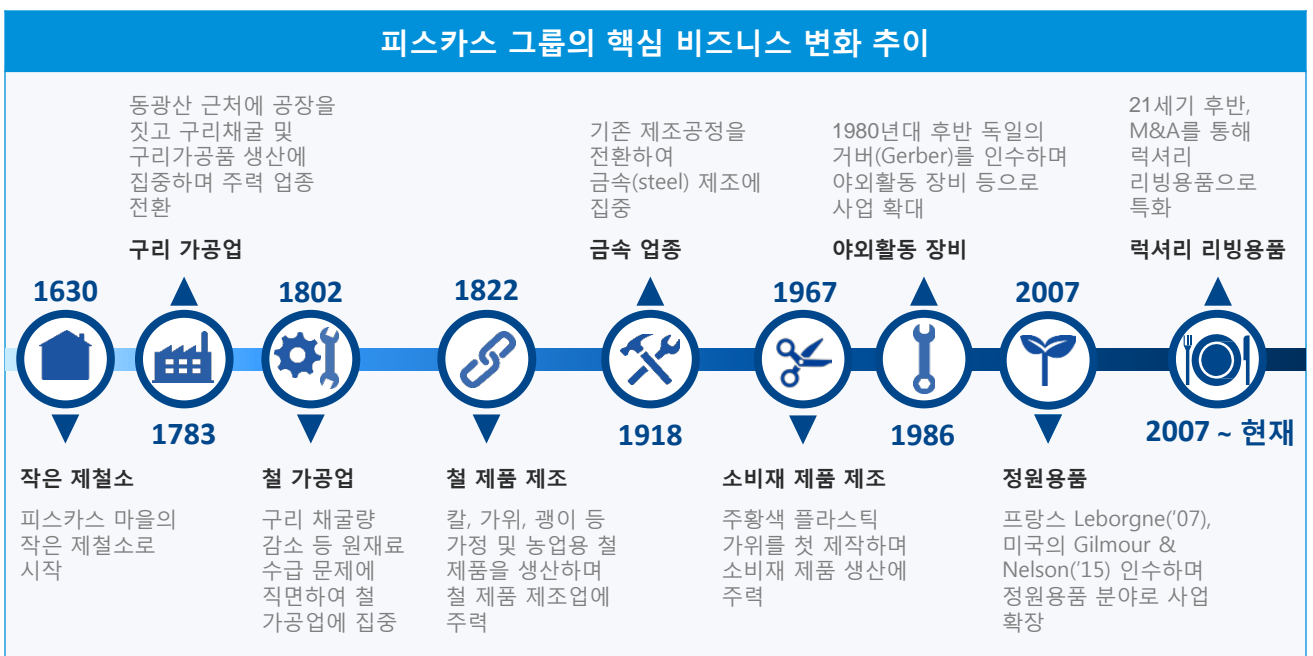 피스카스 그룹의 핵심 비즈니스 변화 추이
동광산 근처에 공장을
짓고 구리채굴 및
구리가공품 생산에
집중하며 주력 업종
전환
구리 가공업
기존 제조공정을
전환하여
금속(steel) 제조에
집중
금속 업종
1980년대 후반 독일의
거버(Gerber)를 인수하며
야외활동 장비 등으로
사업 확대
야외활동 장비
21세기 후반,
M&A를 통해
럭셔리
리빙용품으로
특화
럭셔리 리빙용품
1630
1802
1822
1967
2007
1783
1918
1986
2007 ~ 현재
작은 제철소
피스카스 마을의
작은 제철소로
시작
철 가공업
구리 채굴량
감소 등 원재료
수급 문제에
직면하여 철
가공업에 집중
철 제품 제조
칼, 가위, 괭이 등
가정 및 농업용 철
제품을 생산하며
철 제품 제조업에
주력
소비재 제품 제조
주황색 플라스틱
가위를 첫 제작하며
소비재 제품 생산에
주력
정원용품
프랑스 Leborgne('07),
미국의 Gilmour &
Nelson('15) 인수하며
정원용품 분야로 사업
확장